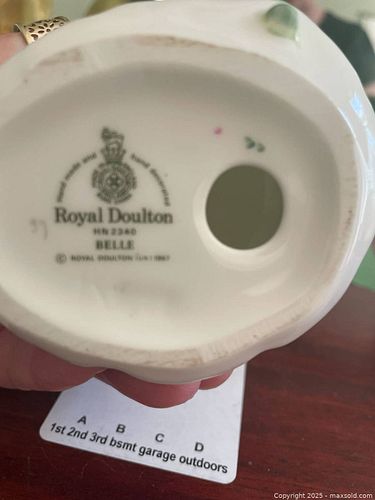 hand made and hand decorated
Royal Doulton
HN 2340
BELLE
© ROYAL DOULTON (UK) 1987
A B C D
1st 2nd 3rd bsmt garage outdoors
Copyright 2025 - maxsold.com